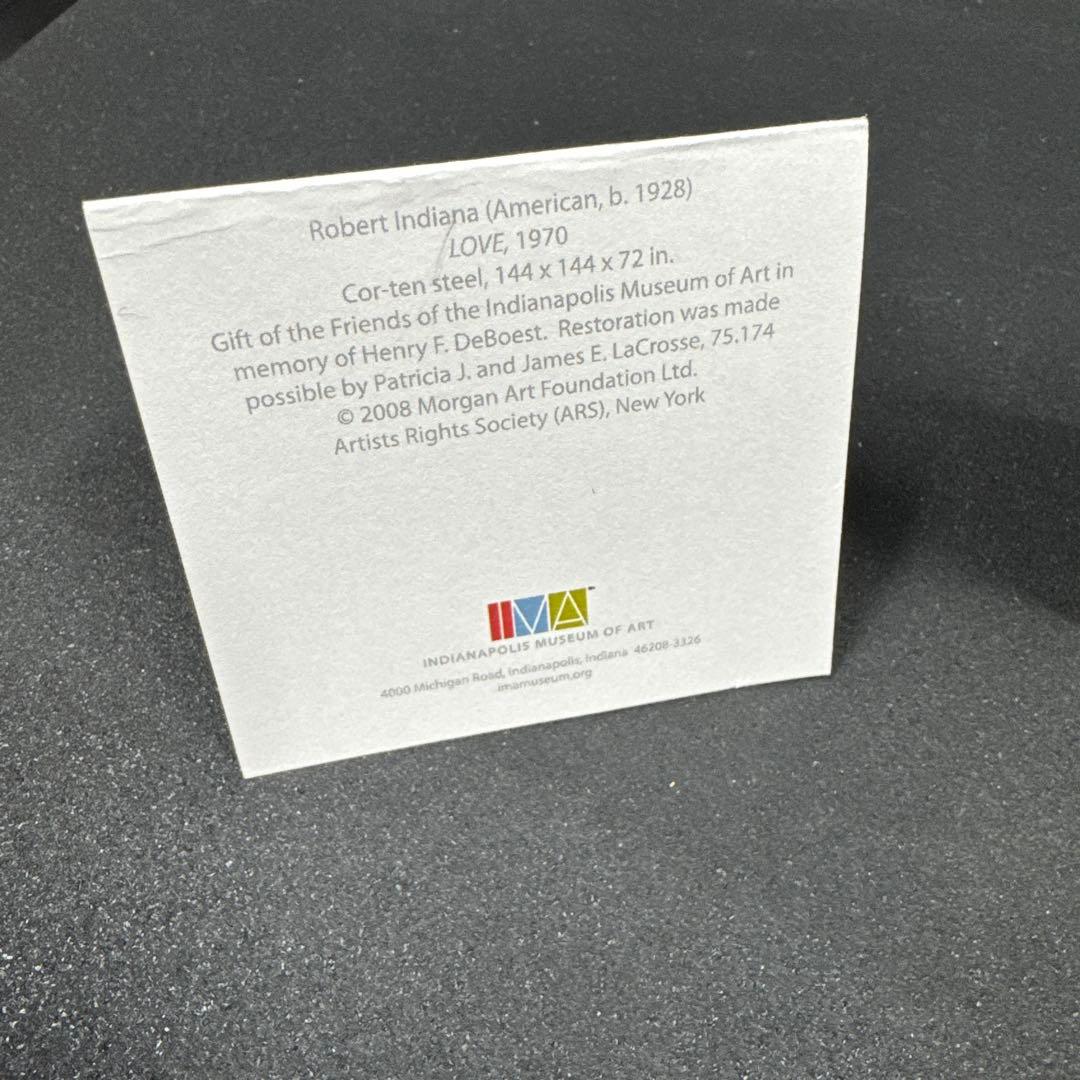 Robert Indiana (American, b. 1928)
LOVE, 1970
Cor-ten steel, 144 x 144 x 72 in.
Gift of the Friends of the Indianapolis Museum of Art in
memory of Henry F. DeBoest. Restoration was made
possible by Patricia J. and James E. LaCrosse, 75.174
© 2008 Morgan Art Foundation Ltd.
Artists Rights Society (ARS), New York
IMA™
INDIANAPOLIS MUSEUM OF ART
4000 Michigan Road, Indianapolis, Indiana 46208-3326
imamuseum.org